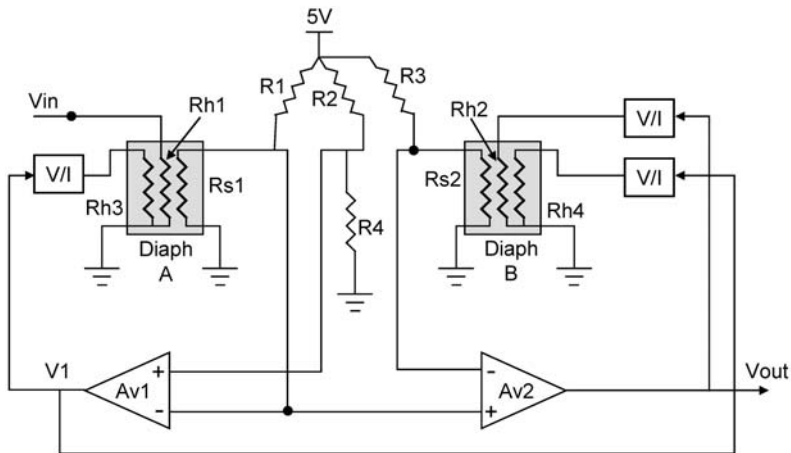 5V
R1
R2
R3
Vin
Rh1
Rh2
V/I
V/I
V/I
Rh3
Rs1
Rs2
Rh4
R4
Diaph
A
Diaph
B
V1
Vout
Av1
+
-
Av2
-
+